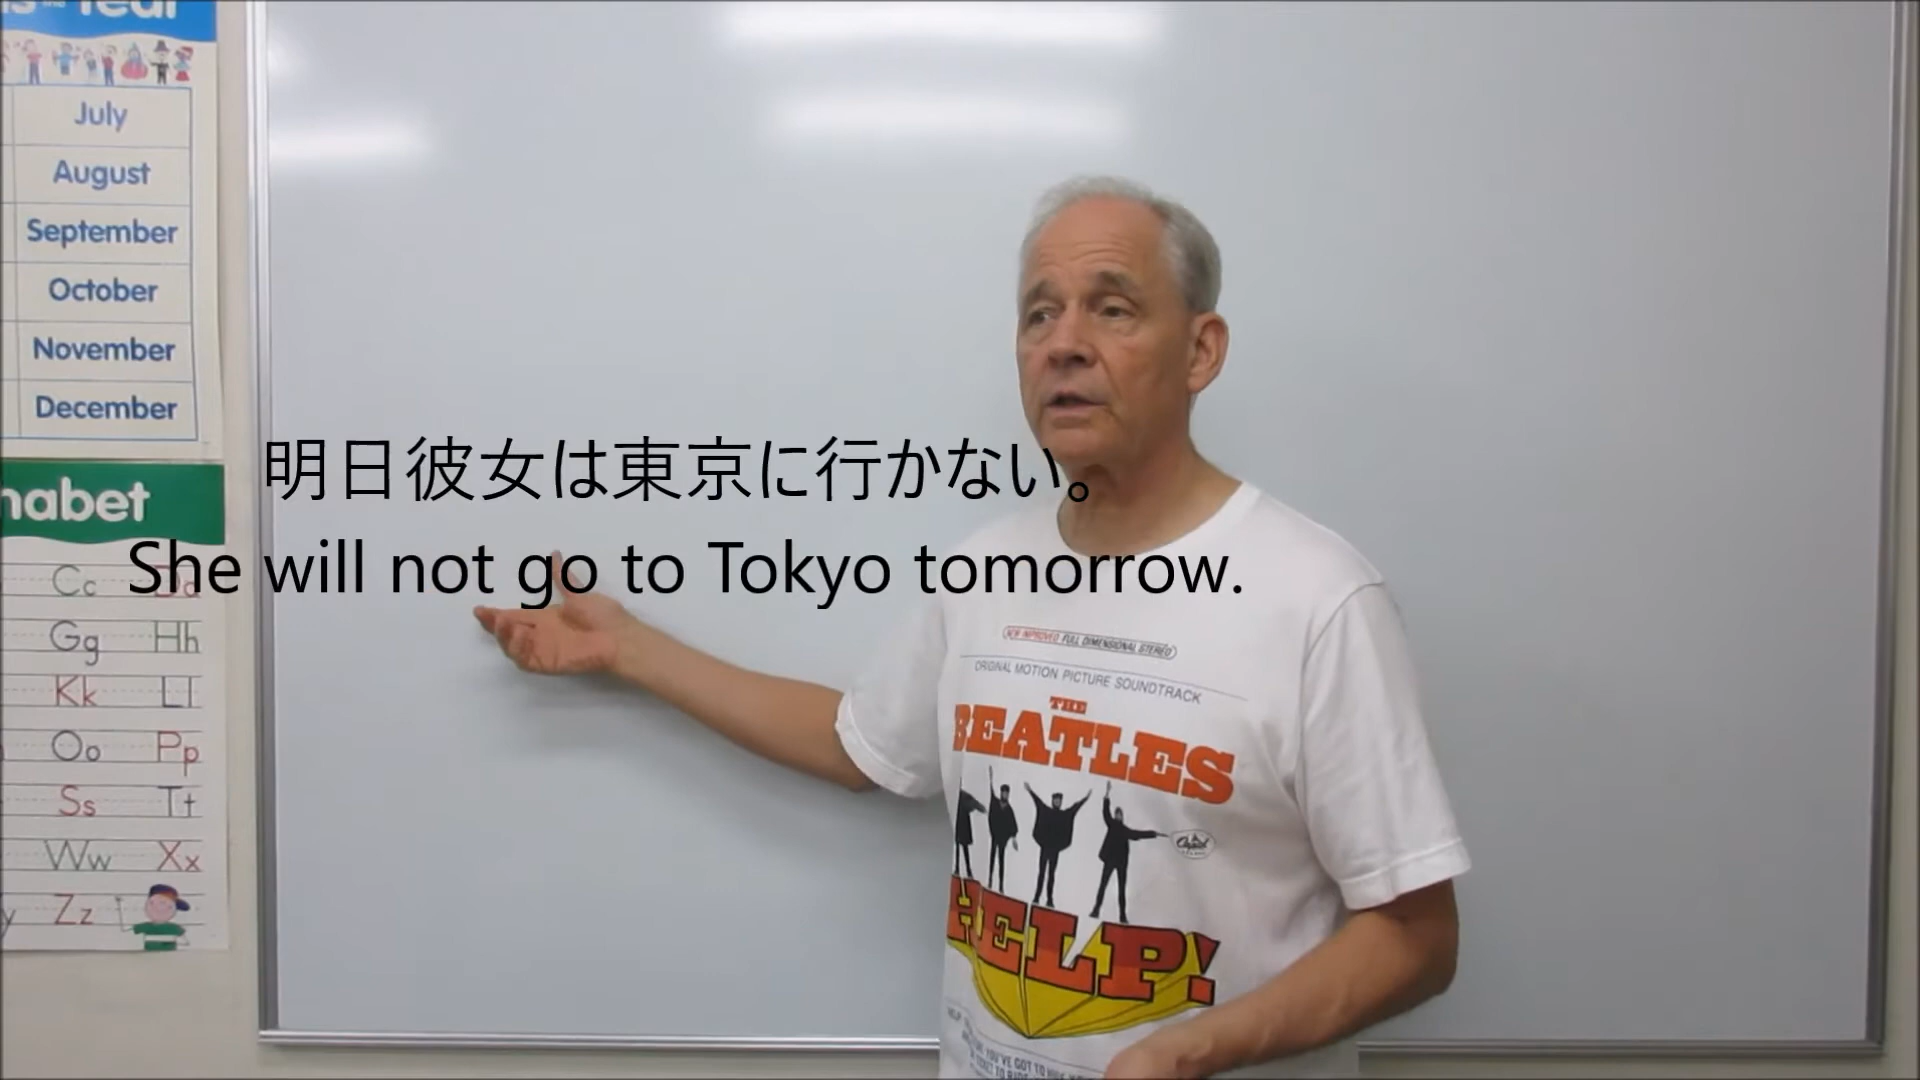 July
August
September
October
November
December
明日彼女は東京に行かない。
She will not go to Tokyo tomorrow.
Cc Dd
Gg Hh
Kk Ll
Oo Pp
Ss Tt
Ww Xx
Zz
NEW IMPROVED FULL DIMENSIONAL STEREO
ORIGINAL MOTION PICTURE SOUNDTRACK
THE
BEATLES
Capitol
HELP!